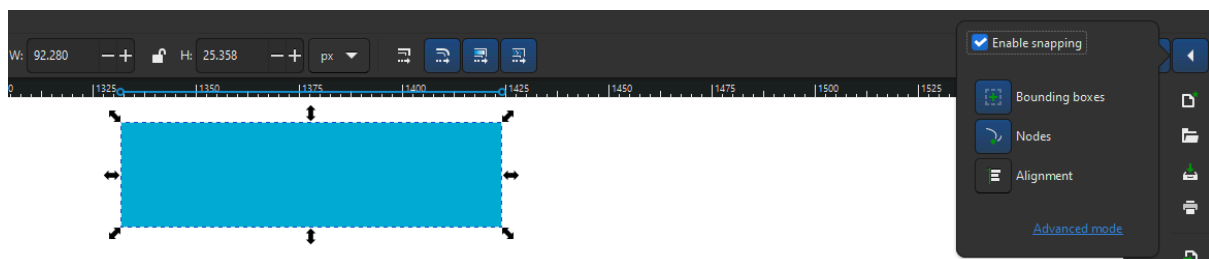 W: 92.280 −+ H: 25.358 −+ px
Enable snapping
1325 1350 1375 1400 1425 1450 1475 1500 1525
Bounding boxes
Nodes
Alignment
Advanced mode